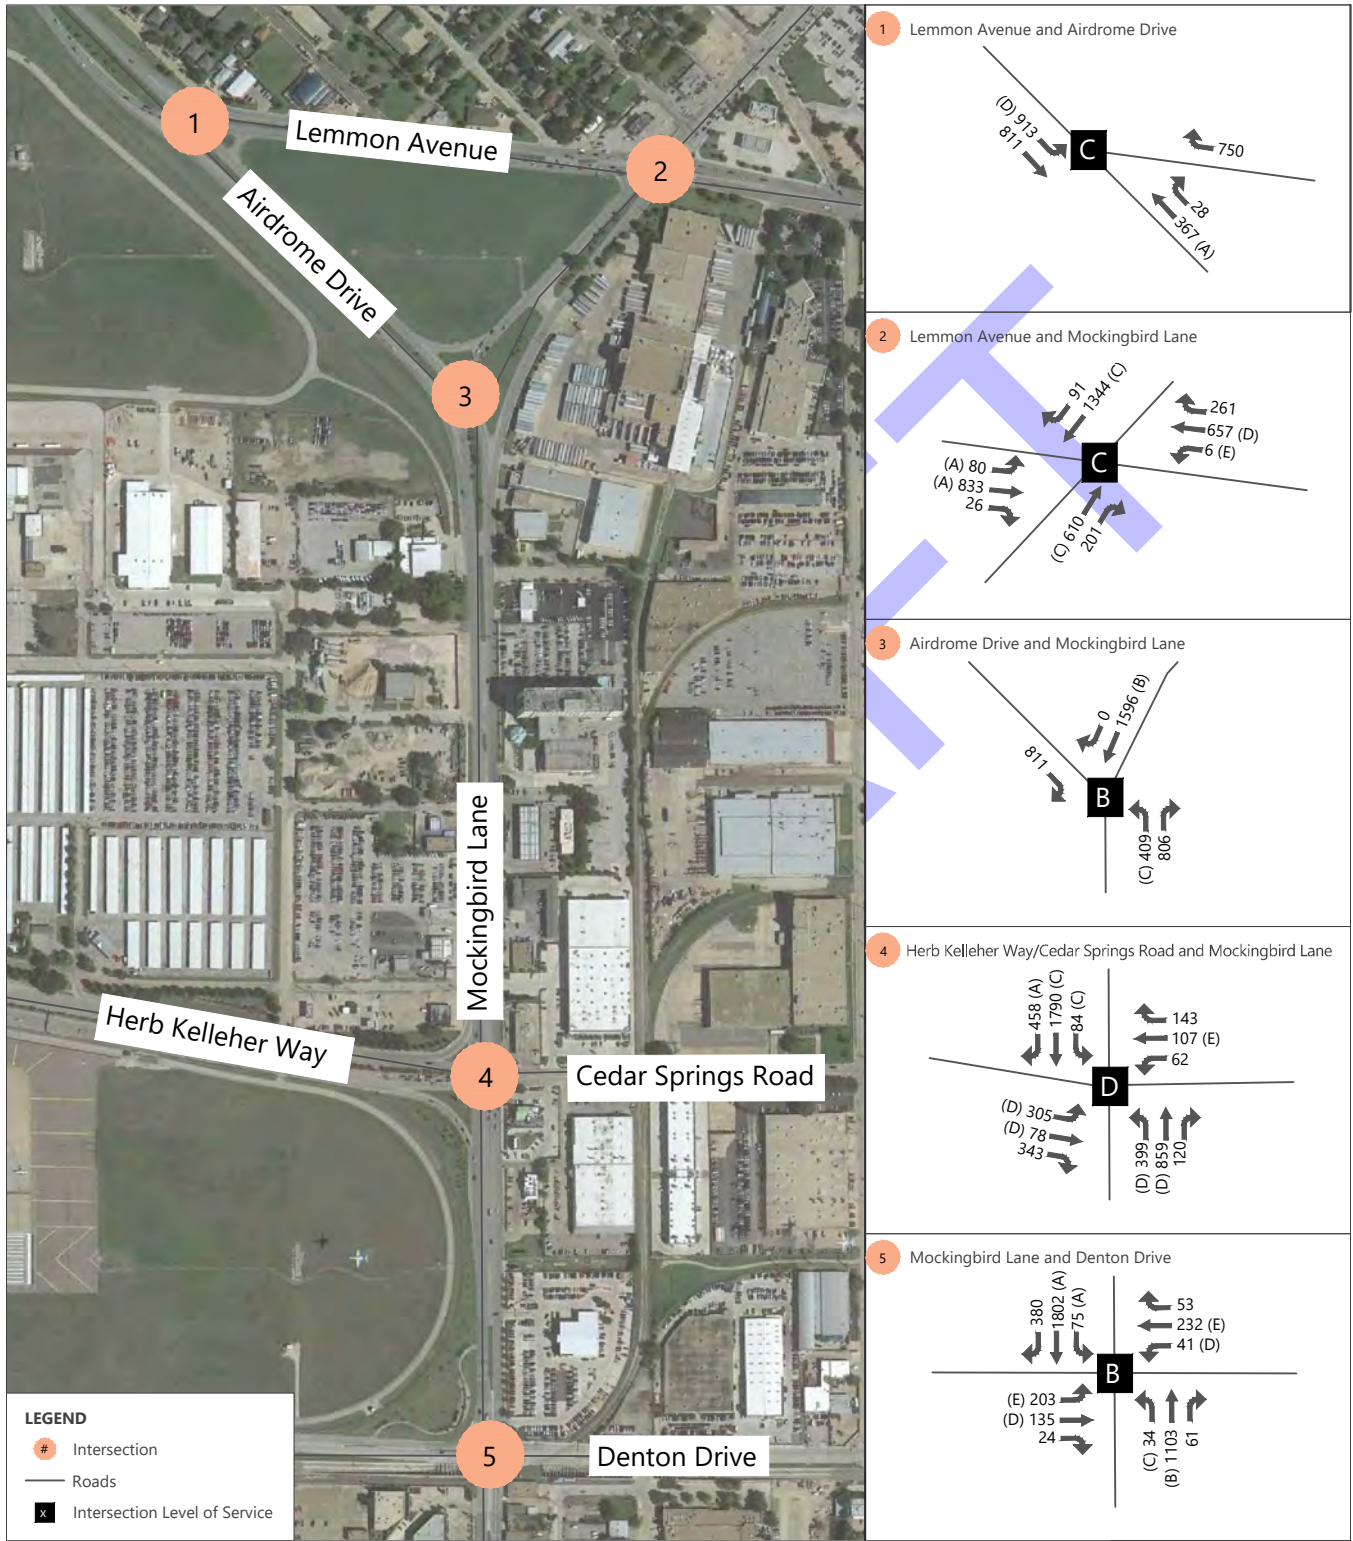 1
Lemmon Avenue
2
Airdrome Drive
3
Mockingbird Lane
Herb Kelleher Way
4
Cedar Springs Road
5
Denton Drive
LEGEND
# Intersection
Roads
x Intersection Level of Service
1 Lemmon Avenue and Airdrome Drive
(D) 913
811
C
750
28
367 (A)
2 Lemmon Avenue and Mockingbird Lane
91
1344 (C)
261
657 (D)
6 (E)
C
(A) 80
(A) 833
26
(C) 610
201
3 Airdrome Drive and Mockingbird Lane
0
1596 (B)
811
B
(C) 409
806
4 Herb Kelleher Way/Cedar Springs Road and Mockingbird Lane
458 (A)
1790 (C)
84 (C)
143
107 (E)
62
D
(D) 305
(D) 78
343
(D) 399
(D) 859
120
5 Mockingbird Lane and Denton Drive
380
1802 (A)
75 (A)
53
232 (E)
41 (D)
B
(E) 203
(D) 135
24
(C) 34
(B) 1103
61